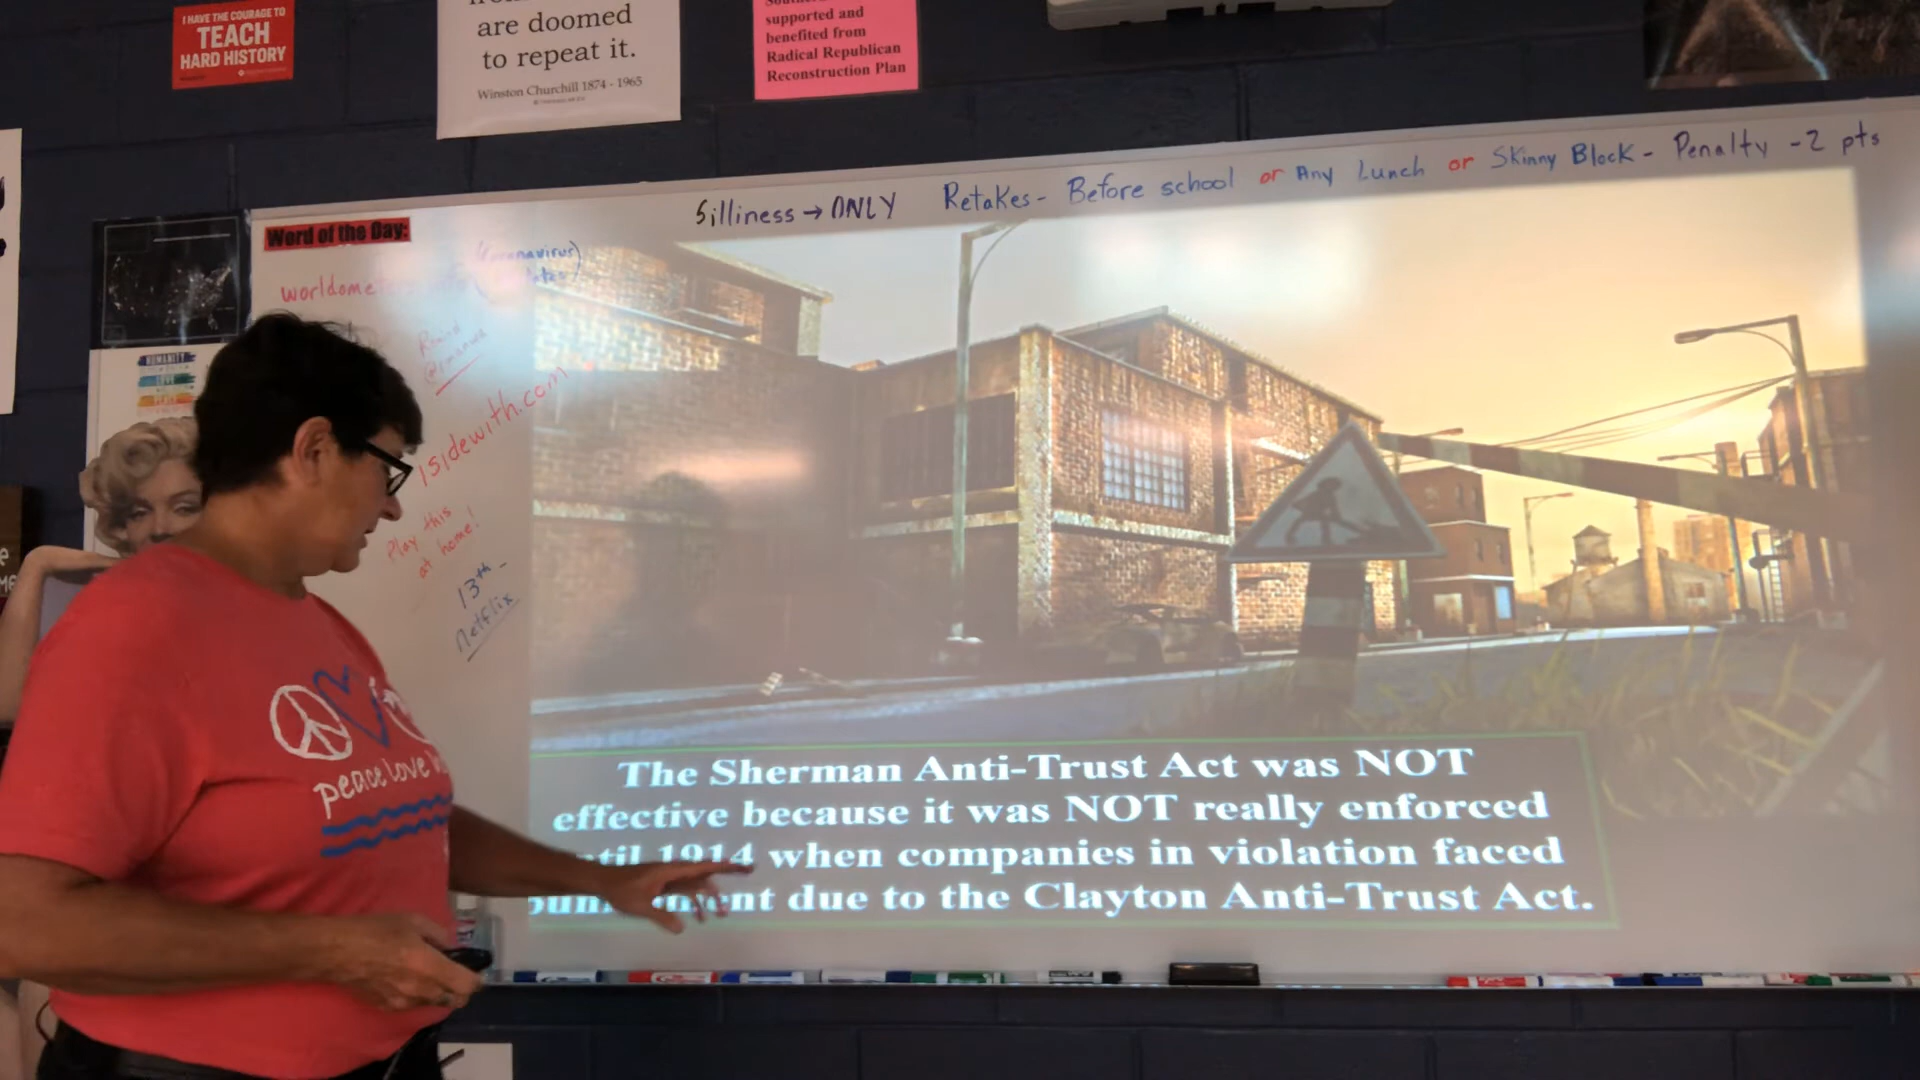 I HAVE THE COURAGE TO
TEACH
HARD HISTORY
are doomed
to repeat it.
Winston Churchill 1874 - 1965
supported and
benefited from
Radical Republican
Reconstruction Plan
Silliness → ONLY
Retakes - Before school or Any Lunch or Skinny Block - Penalty -2 pts
Word of the Day:
(Coronavirus)
isidewith.com
Play this
at home!
13th -
Netflix
HUMANITY
LOVE
peace love
The Sherman Anti-Trust Act was NOT
effective because it was NOT really enforced
1914 when companies in violation faced
due to the Clayton Anti-Trust Act.